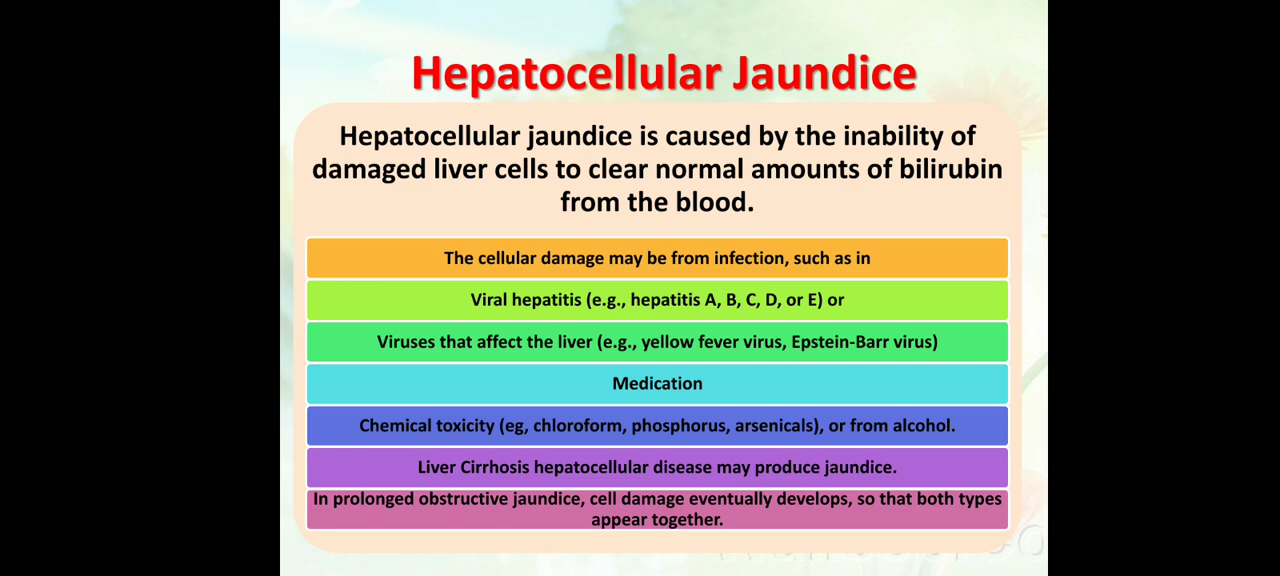 Hepatocellular Jaundice
Hepatocellular jaundice is caused by the inability of
damaged liver cells to clear normal amounts of bilirubin
from the blood.
The cellular damage may be from infection, such as in
Viral hepatitis (e.g., hepatitis A, B, C, D, or E) or
Viruses that affect the liver (e.g., yellow fever virus, Epstein-Barr virus)
Medication
Chemical toxicity (eg, chloroform, phosphorus, arsenicals), or from alcohol.
Liver Cirrhosis hepatocellular disease may produce jaundice.
In prolonged obstructive jaundice, cell damage eventually develops, so that both types
appear together.